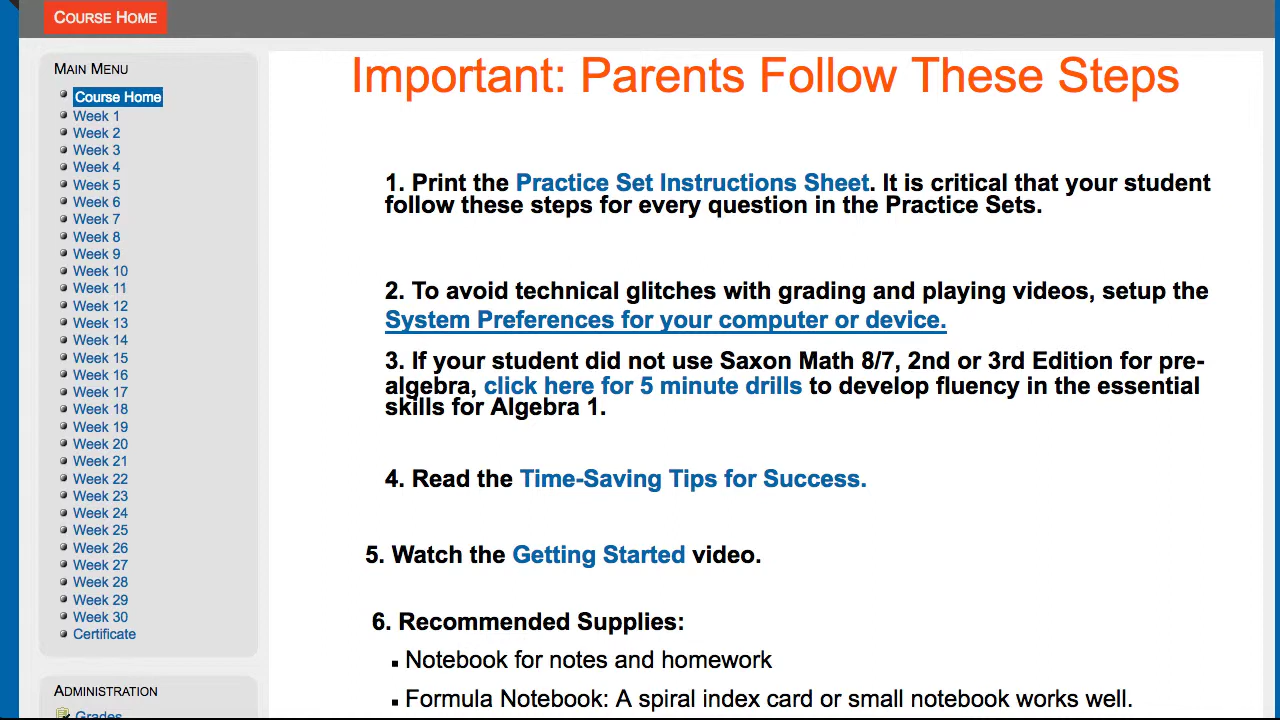 COURSE HOME
MAIN MENU
Course Home
Week 1
Week 2
Week 3
Week 4
Week 5
Week 6
Week 7
Week 8
Week 9
Week 10
Week 11
Week 12
Week 13
Week 14
Week 15
Week 16
Week 17
Week 18
Week 19
Week 20
Week 21
Week 22
Week 23
Week 24
Week 25
Week 26
Week 27
Week 28
Week 29
Week 30
Certificate
ADMINISTRATION
Grades
Important: Parents Follow These Steps
1. Print the Practice Set Instructions Sheet. It is critical that your student
follow these steps for every question in the Practice Sets.
2. To avoid technical glitches with grading and playing videos, setup the
System Preferences for your computer or device.
3. If your student did not use Saxon Math 8/7, 2nd or 3rd Edition for pre-
algebra, click here for 5 minute drills to develop fluency in the essential
skills for Algebra 1.
4. Read the Time-Saving Tips for Success.
5. Watch the Getting Started video.
6. Recommended Supplies:
▪ Notebook for notes and homework
▪ Formula Notebook: A spiral index card or small notebook works well.